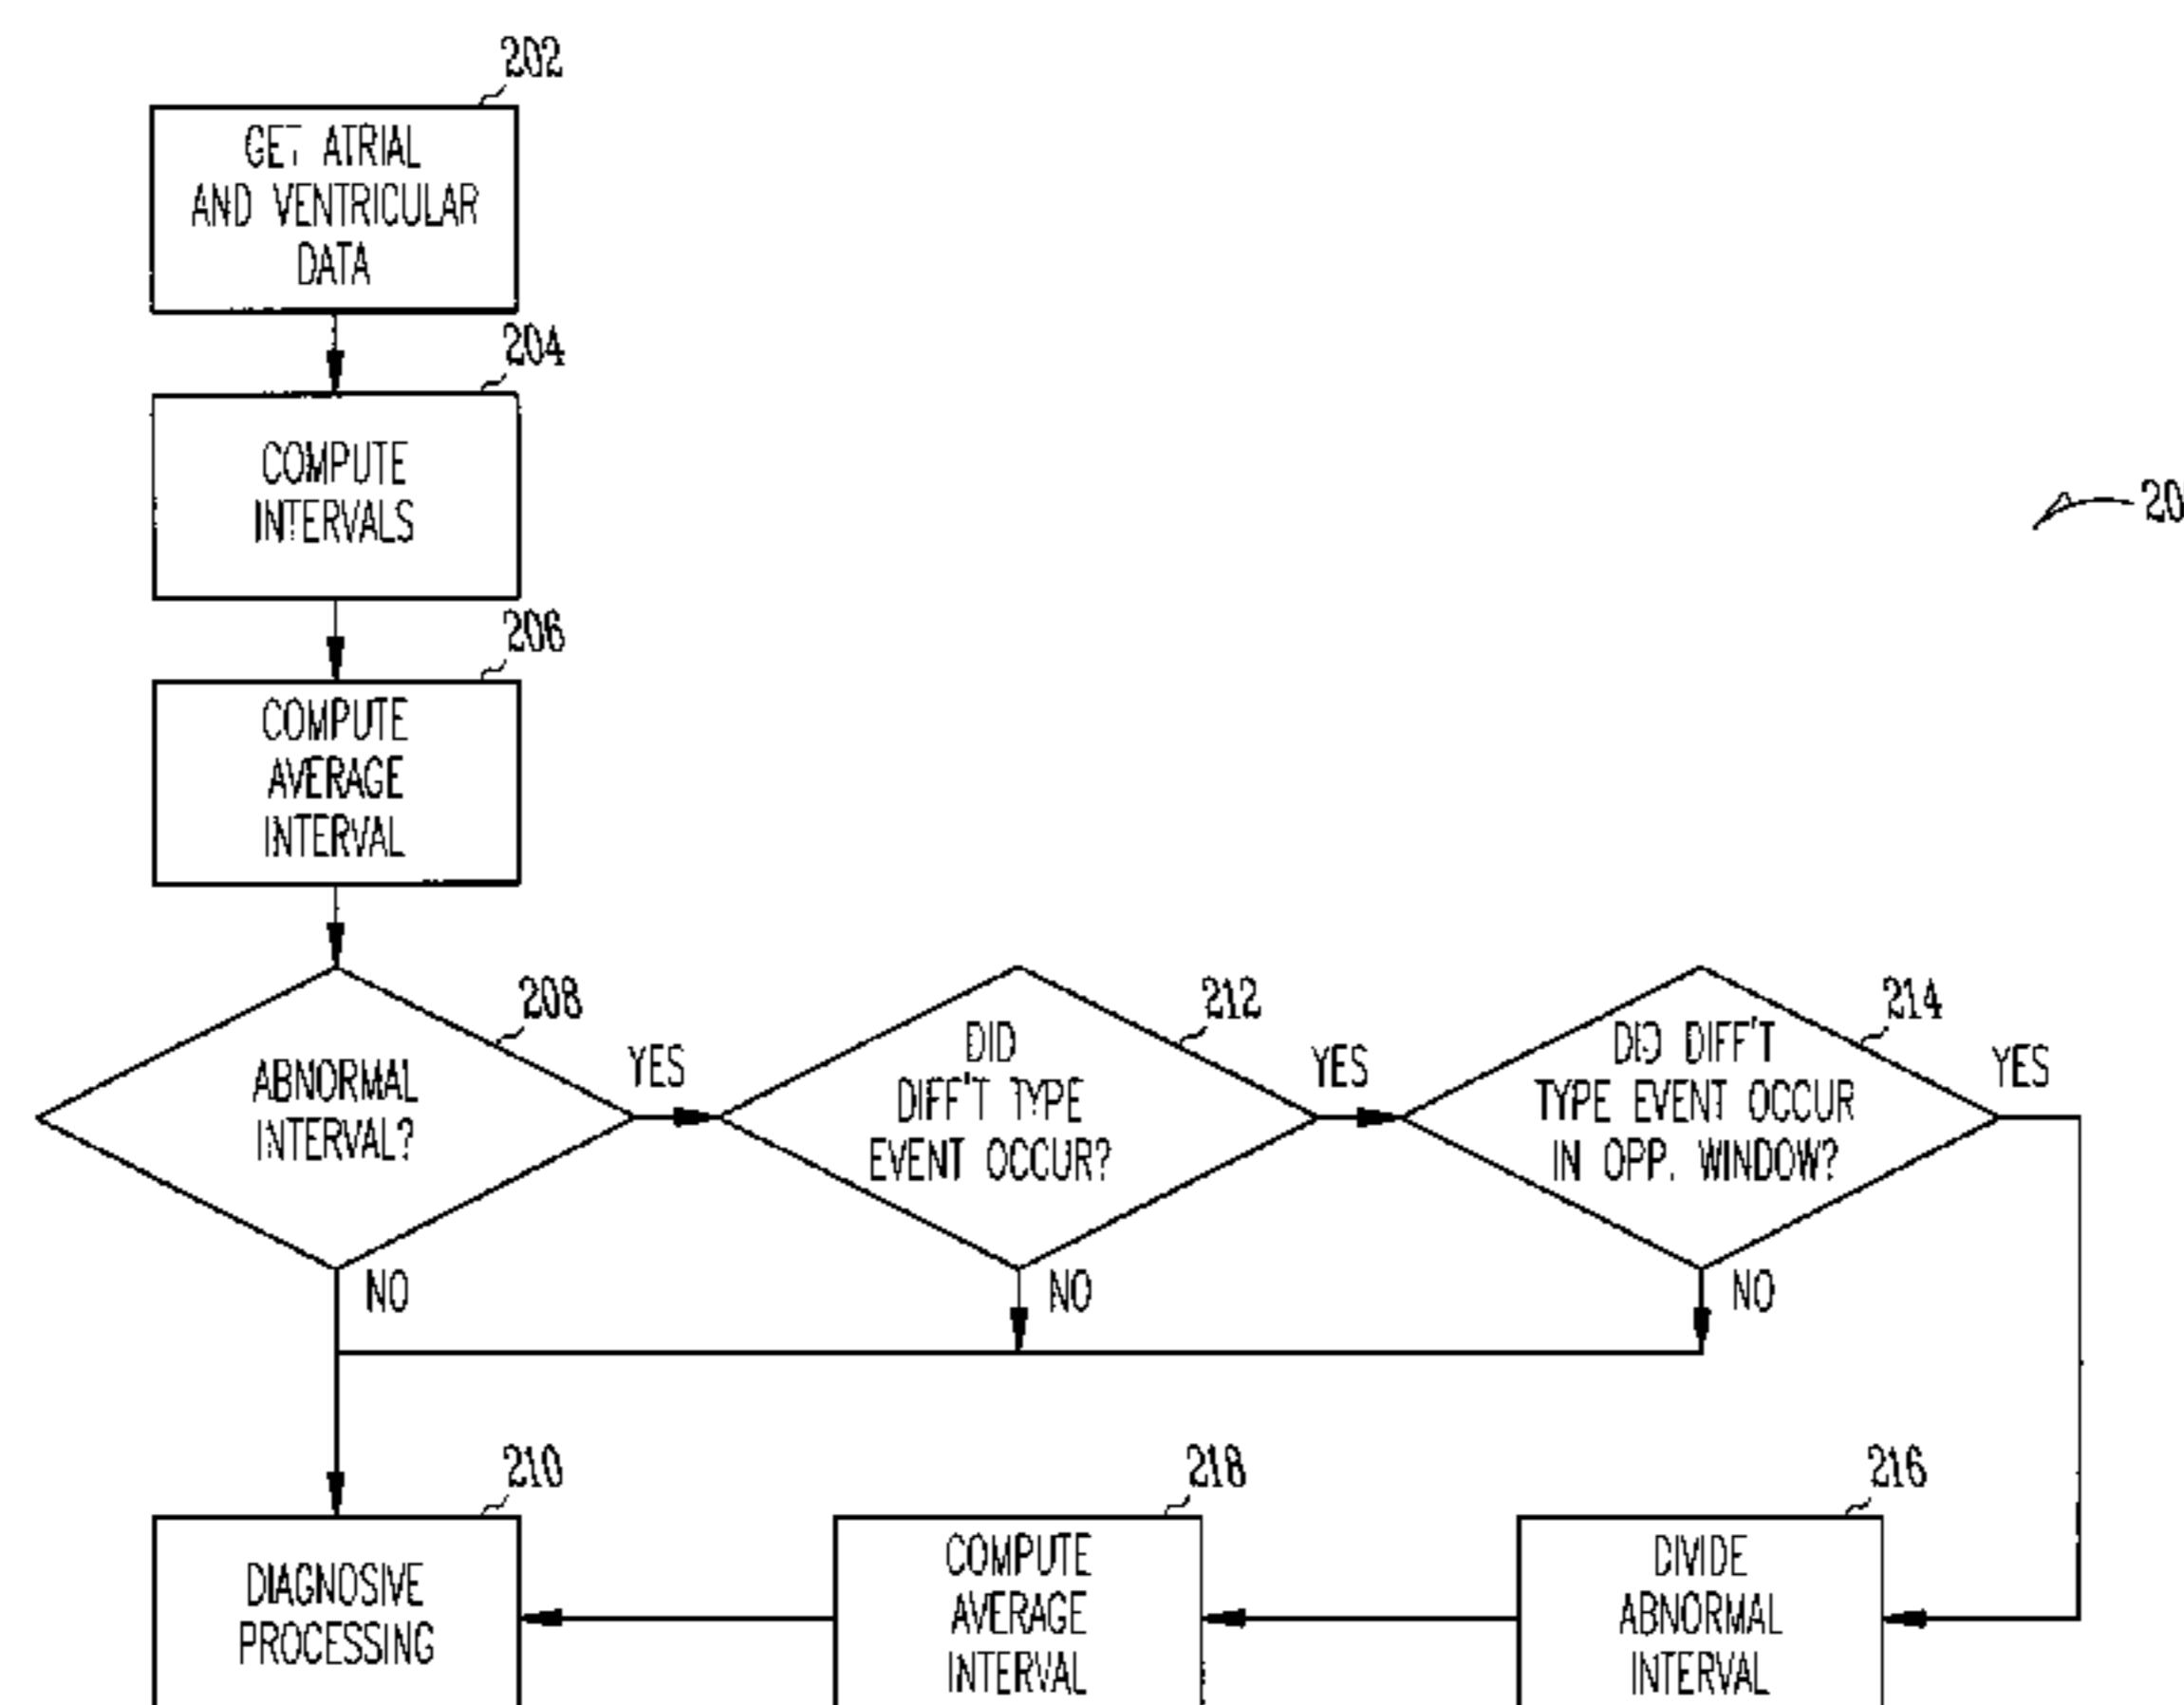 202
GET ATRIAL
AND VENTRICULAR
DATA
204
COMPUTE
INTERVALS
20
206
COMPUTE
AVERAGE
INTERVAL
208
ABNORMAL
INTERVAL?
YES
NO
212
DID
DIFF'T TYPE
EVENT OCCUR?
YES
NO
214
DID DIFF'T
TYPE EVENT OCCUR
IN OPP. WINDOW?
YES
NO
210
DIAGNOSIVE
PROCESSING
218
COMPUTE
AVERAGE
INTERVAL
216
DIVIDE
ABNORMAL
INTERVAL